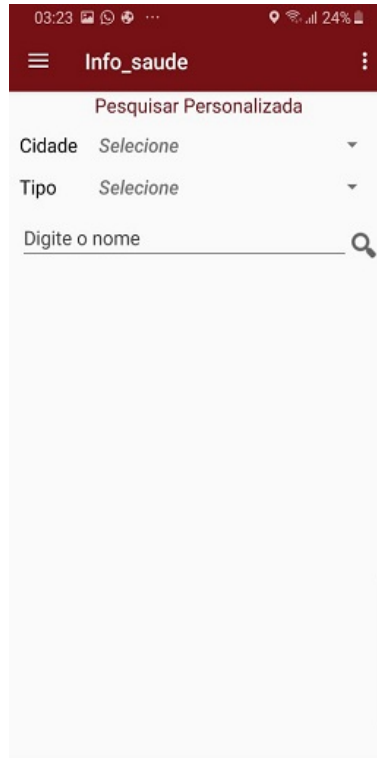 03:23 ... 24%
Info_saude
Pesquisar Personalizada
Cidade Selecione
Tipo Selecione
Digite o nome